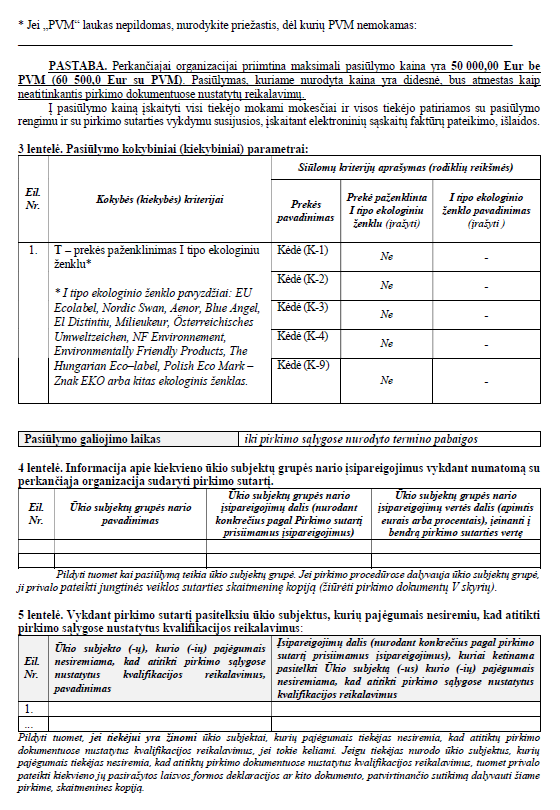 * Jei „PVM“ laukas nepildomas, nurodykite priežastis, dėl kurių PVM nemokamas:
PASTABA. Perkančiajai organizacijai priimtina maksimali pasiūlymo kaina yra 50 000,00 Eur be
PVM (60 500,0 Eur su PVM). Pasiūlymas, kuriame nurodyta kaina yra didesnė, bus atmestas kaip
neatitinkantis pirkimo dokumentuose nustatytų reikalavimų.
Į pasiūlymo kainą įskaityti visi tiekėjo mokami mokesčiai ir visos tiekėjo patiriamos su pasiūlymo
rengimu ir su pirkimo sutarties vykdymu susijusios, įskaitant elektroninių sąskaitų faktūrų pateikimo, išlaidos.
3 lentelė. Pasiūlymo kokybiniai (kiekybiniai) parametrai:
Eil.
Nr.
Kokybės (kiekybės) kriterijai
Siūlomų kriterijų aprašymas (rodiklių reikšmės)
Prekės
pavadinimas
Prekė paženklinta
I tipo ekologiniu
ženklu (įrašyti)
I tipo ekologinio
ženklo pavadinimas
(įrašyti )
1.
T – prekės paženklinimas I tipo ekologiniu
ženklu*
* I tipo ekologinio ženklo pavyzdžiai: EU
Ecolabel, Nordic Swan, Aenor, Blue Angel,
El Distintiu, Milieukeur, Österreichisches
Umweltzeichen, NF Environnement,
Environmentally Friendly Products, The
Hungarian Eco–label, Polish Eco Mark –
Znak EKO arba kitas ekologinis ženklas.
Kėdė (K-1)
Ne
-
Kėdė (K-2)
Ne
-
Kėdė (K-3)
Ne
-
Kėdė (K-4)
Ne
-
Kėdė (K-9)
Ne
-
Pasiūlymo galiojimo laikas
iki pirkimo sąlygose nurodyto termino pabaigos
4 lentelė. Informacija apie kiekvieno ūkio subjektų grupės nario įsipareigojimus vykdant numatomą su
perkančiąja organizacija sudaryti pirkimo sutartį.
Eil.
Nr.
Ūkio subjektų grupės nario
pavadinimas
Ūkio subjektų grupės nario
įsipareigojimų dalis (nurodant
konkrečius pagal Pirkimo sutartį
prisiimamus įsipareigojimus)
Ūkio subjektų grupės nario
įsipareigojimų vertės dalis (apimtis
eurais arba procentais), įeinanti į
bendrą pirkimo sutarties vertę
Pildyti tuomet kai pasiūlymą teikia ūkio subjektų grupė. Jei pirkimo procedūrose dalyvauja ūkio subjektų grupė,
ji privalo pateikti jungtinės veiklos sutarties skaitmeninę kopiją (žiūrėti pirkimo dokumentų V skyrių).
5 lentelė. Vykdant pirkimo sutartį pasitelksiu ūkio subjektus, kurių pajėgumais nesiremiu, kad atitikti
pirkimo sąlygose nustatytus kvalifikacijos reikalavimus:
Eil.
Nr.
Ūkio subjekto (-ų), kurio (-ių) pajėgumais
nesiremiama, kad atitikti pirkimo sąlygose
nustatytus kvalifikacijos reikalavimus,
pavadinimas
Įsipareigojimų dalis (nurodant konkrečius pagal pirkimo
sutartį prisiimamus įsipareigojimus), kuriai ketinama
pasitelkti Ūkio subjektą (-us) kurio (-ių) pajėgumais
nesiremiama, kad atitikti pirkimo sąlygose nustatytus
kvalifikacijos reikalavimus
1.
...
Pildyti tuomet, jei tiekėjui yra žinomi ūkio subjektai, kurių pajėgumais tiekėjas nesiremia, kad atitiktų pirkimo
dokumentuose nustatytų kvalifikacijos reikalavimus, jei tokie keliami. Jeigu tiekėjas nurodo ūkio subjektus, kurių
pajėgumais tiekėjas nesiremia, kad atitiktų pirkimo dokumentuose nustatytus kvalifikacijos reikalavimus, tuomet privalo
pateikti kiekvieno jų pasirašytos laisvos formos deklaracijos ar kito dokumento, patvirtinančio sutikimą dalyvauti šiame
pirkime, skaitmenines kopiją.